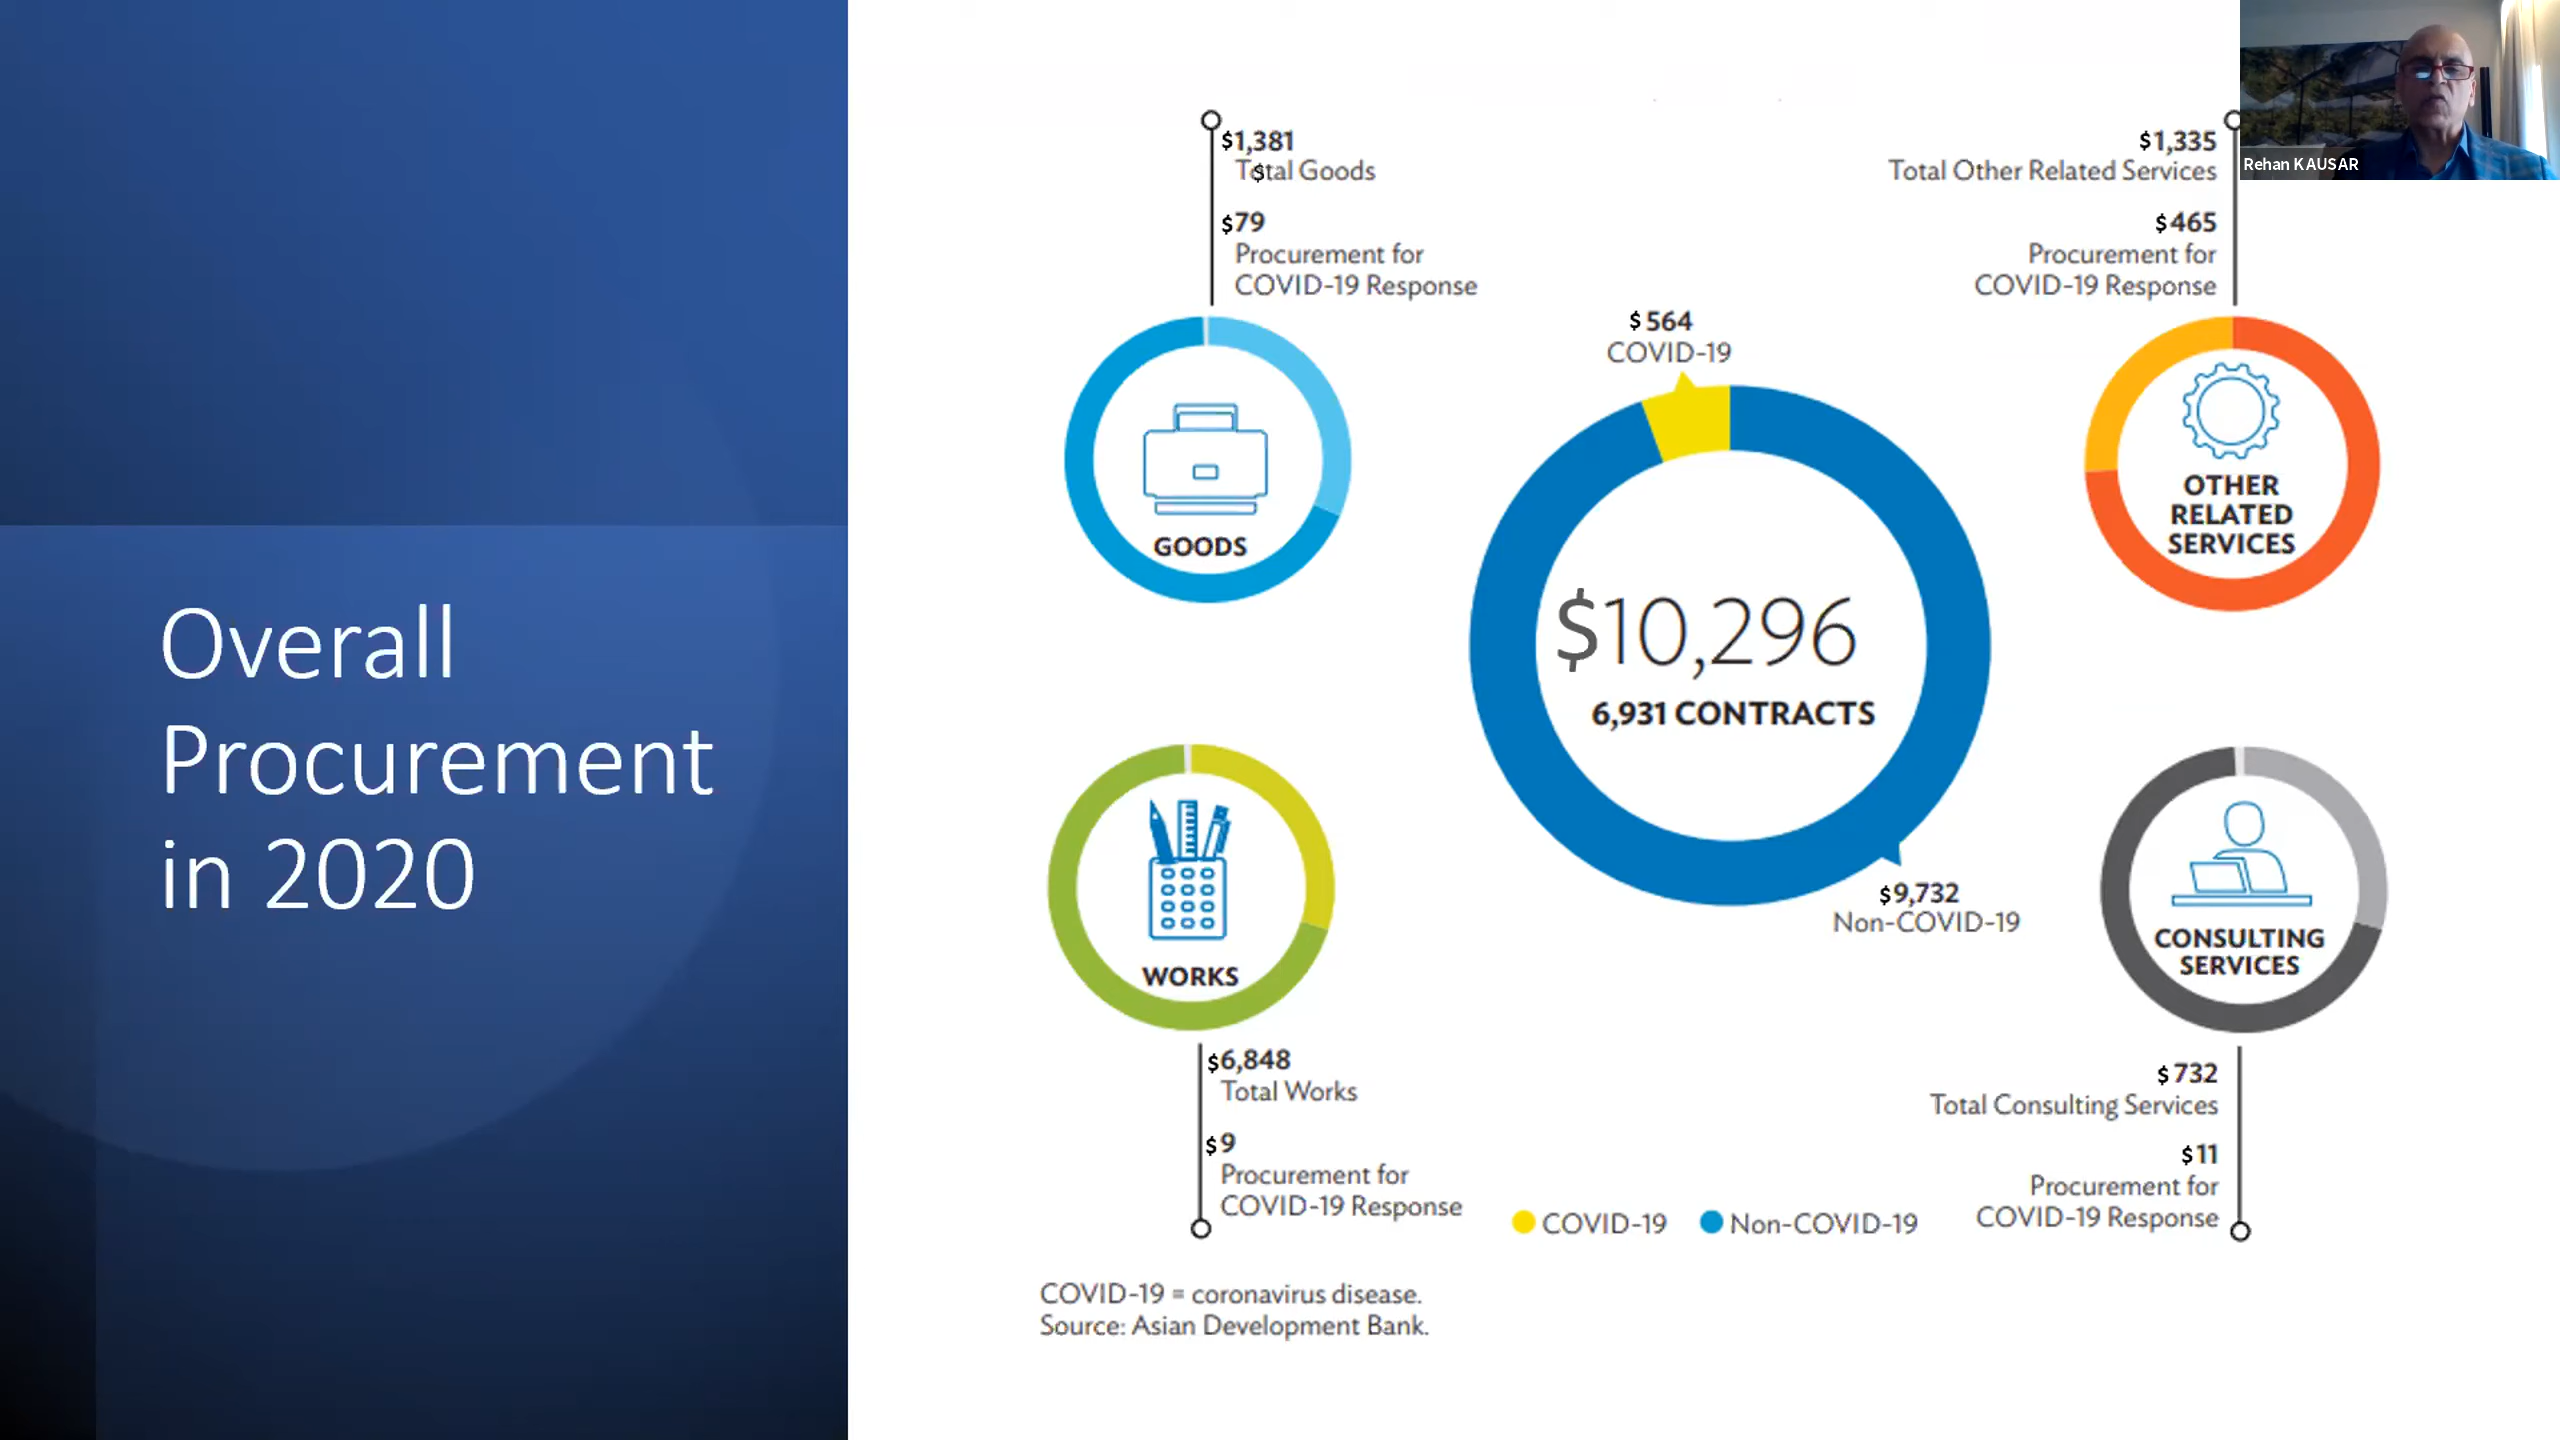 Overall
Procurement
in 2020
$1,381
Total Goods
$
$79
Procurement for
COVID-19 Response
GOODS
$1,335
Total Other Related Services
$465
Procurement for
COVID-19 Response
OTHER
RELATED
SERVICES
Rehan KAUSAR
$564
COVID-19
$10,296
6,931 CONTRACTS
$9,732
Non-COVID-19
WORKS
$6,848
Total Works
$9
Procurement for
COVID-19 Response
CONSULTING
SERVICES
$732
Total Consulting Services
$11
Procurement for
COVID-19 Response
COVID-19 Non-COVID-19
COVID-19 = coronavirus disease.
Source: Asian Development Bank.